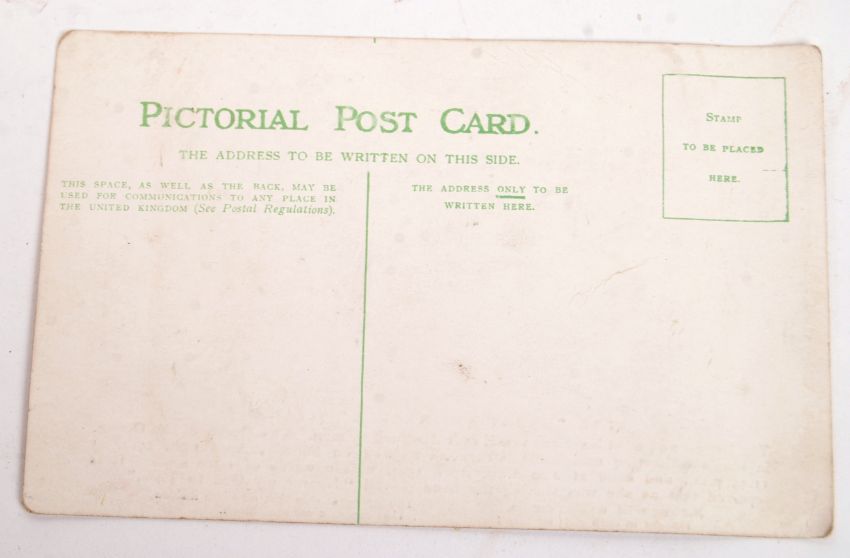 PICTORIAL POST CARD.
THE ADDRESS TO BE WRITTEN ON THIS SIDE.
THIS SPACE, AS WELL AS THE BACK, MAY BE
USED FOR COMMUNICATIONS TO ANY PLACE IN
THE UNITED KINGDOM (See Postal Regulations).
THE ADDRESS ONLY TO BE
WRITTEN HERE.
STAMP
TO BE PLACED
HERE.